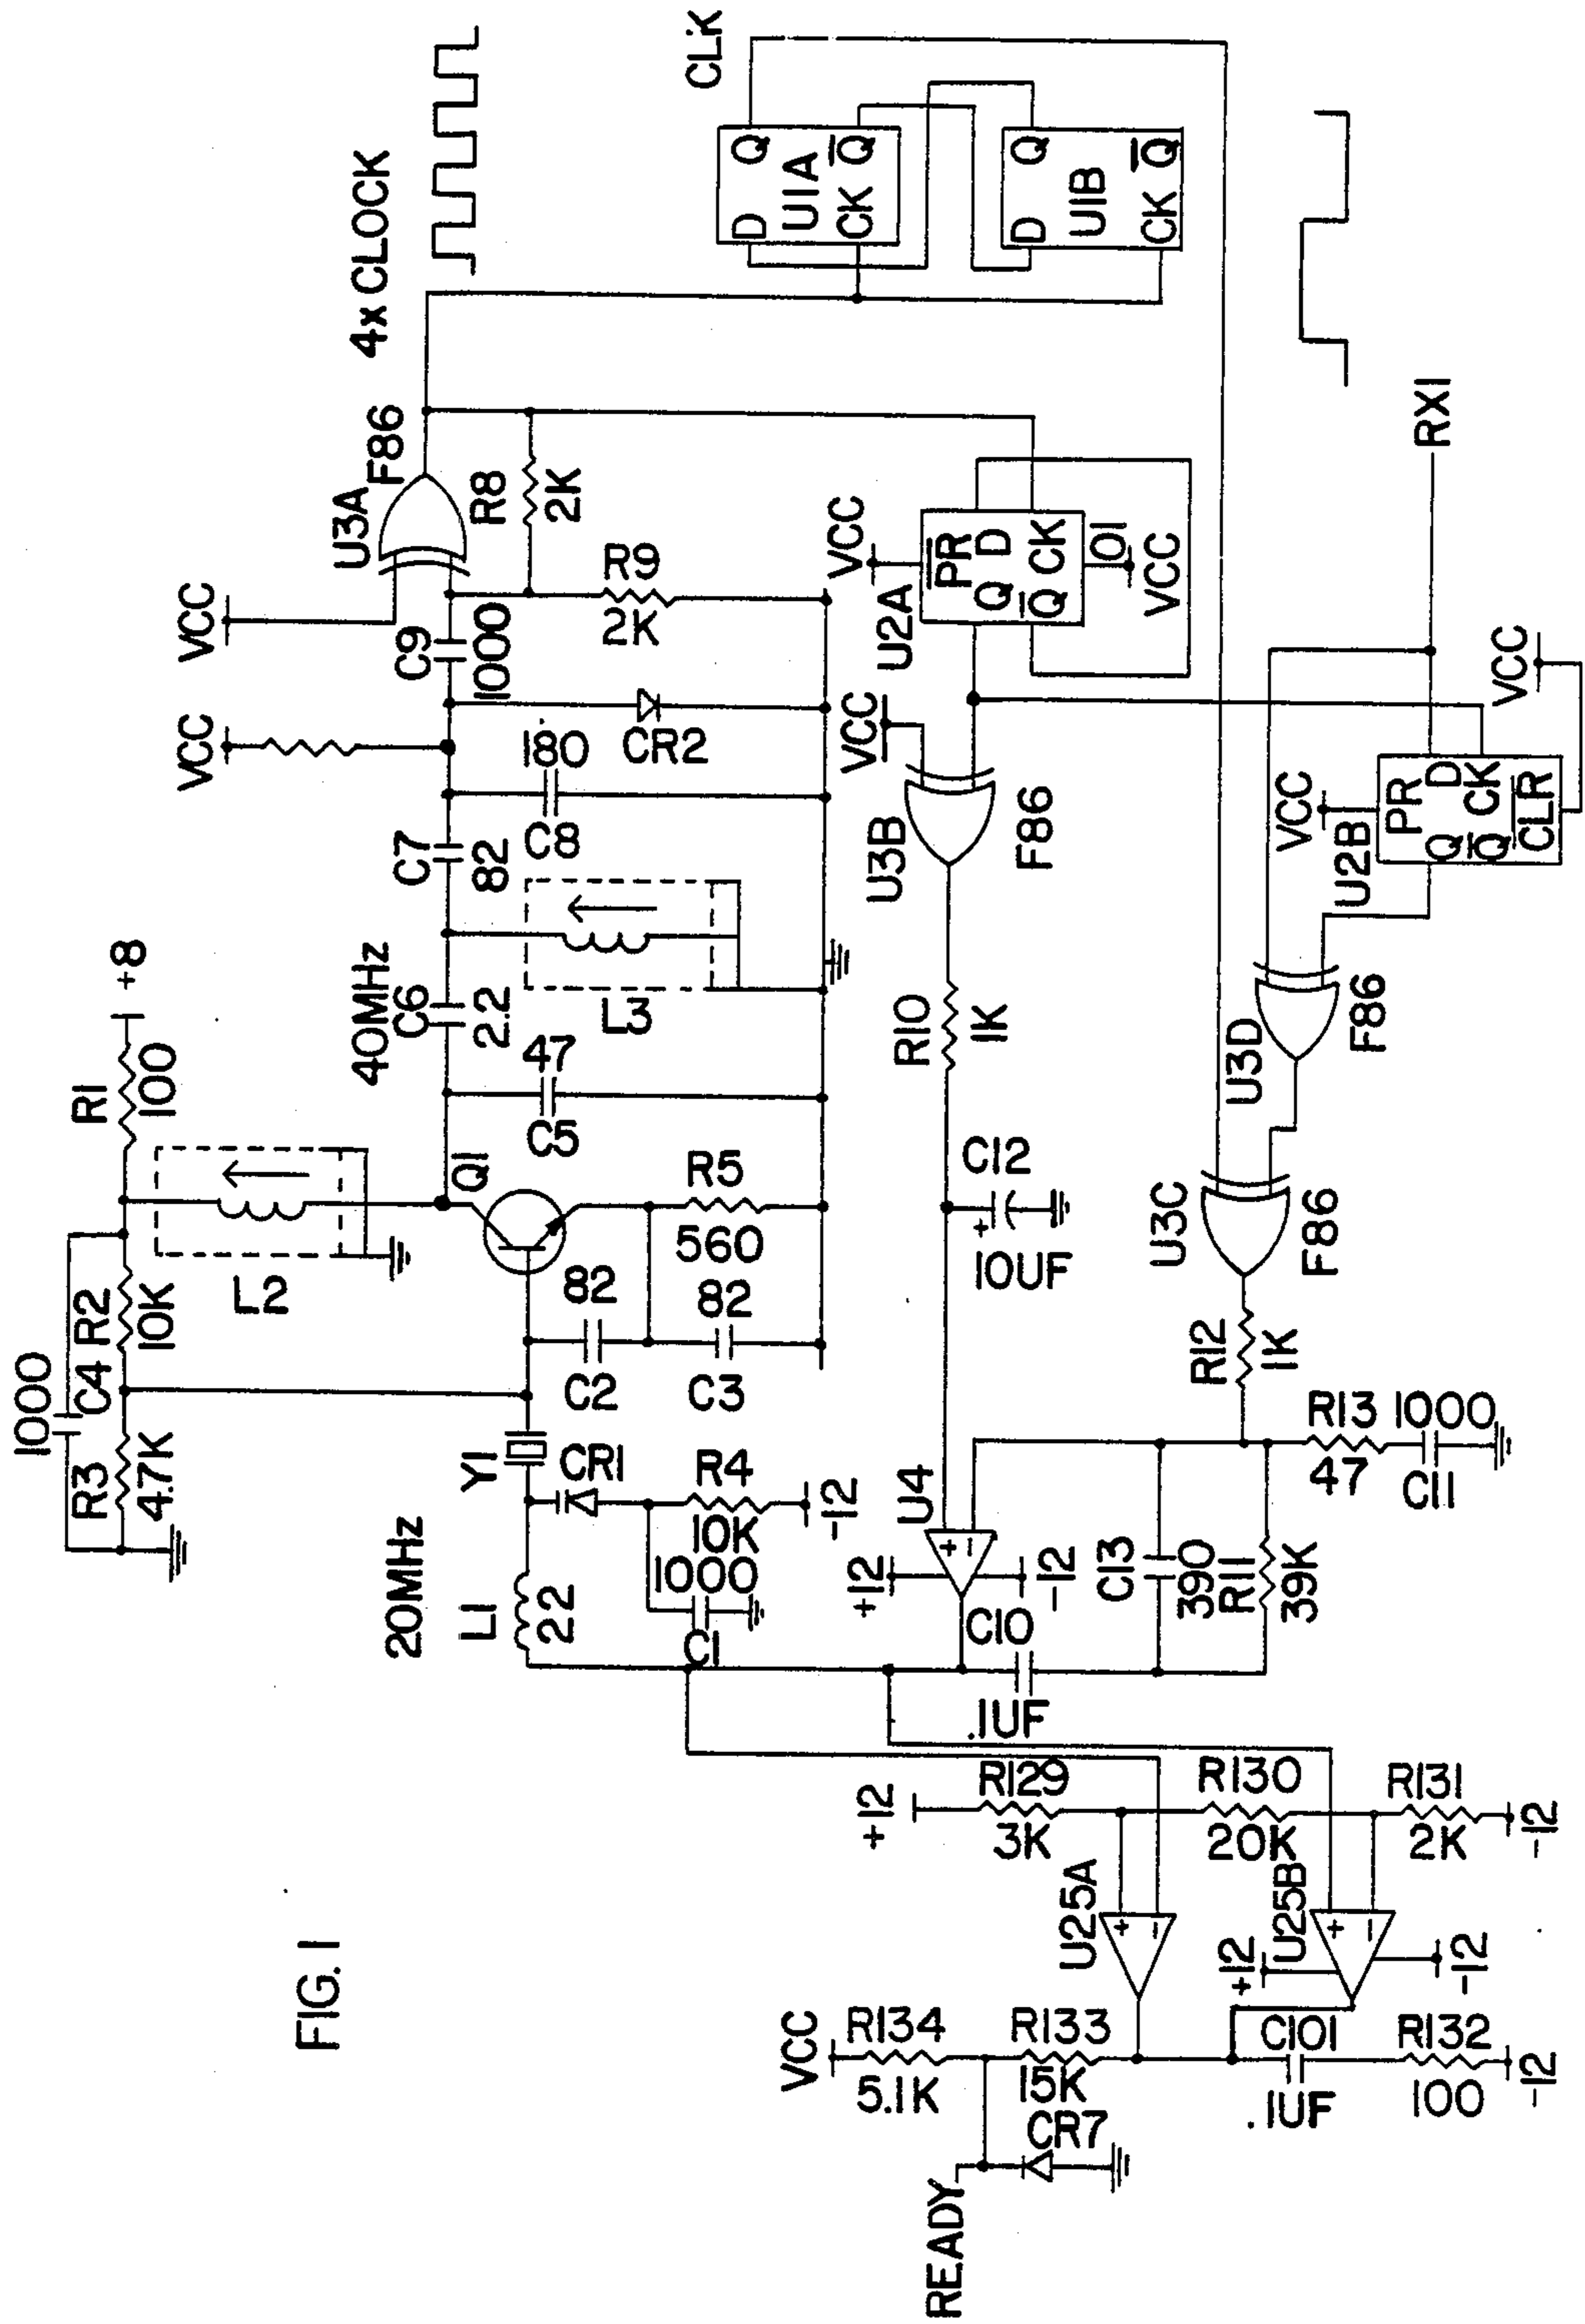 FIG. 1
1000
C4
R3
4.7K
R2
10K
R1
100
+8
L2
20MHz
L1
22
Y1
CR1
C1
1000
R4
10K
-12
C2
82
C3
82
Q1
R5
560
C5
47
40MHz
C6
2.2
L3
C7
82
C8
180
VCC
CR2
C9
1000
VCC
R9
2K
U3A
F86
R8
2K
4x CLOCK
D Q
U1A
CK Q
CLK
D Q
U1B
CK Q
VCC
U2A
PR
Q D
Q CK
101
VCC
VCC
U3B
F86
R10
1K
C12
+
10UF
U4
+
-
+12
-12
C10
.1UF
C13
390
R11
39K
R13
47
1000
C11
R12
1K
U3C
F86
U3D
F86
VCC
U2B
PR
Q D
Q CK
CLR
VCC
RX1
+12
R129
3K
R130
20K
R131
2K
-12
U25A
+
-
U25B
+
-
+12
-12
VCC
R134
5.1K
R133
15K
C101
.1UF
R132
100
-12
CR7
READY